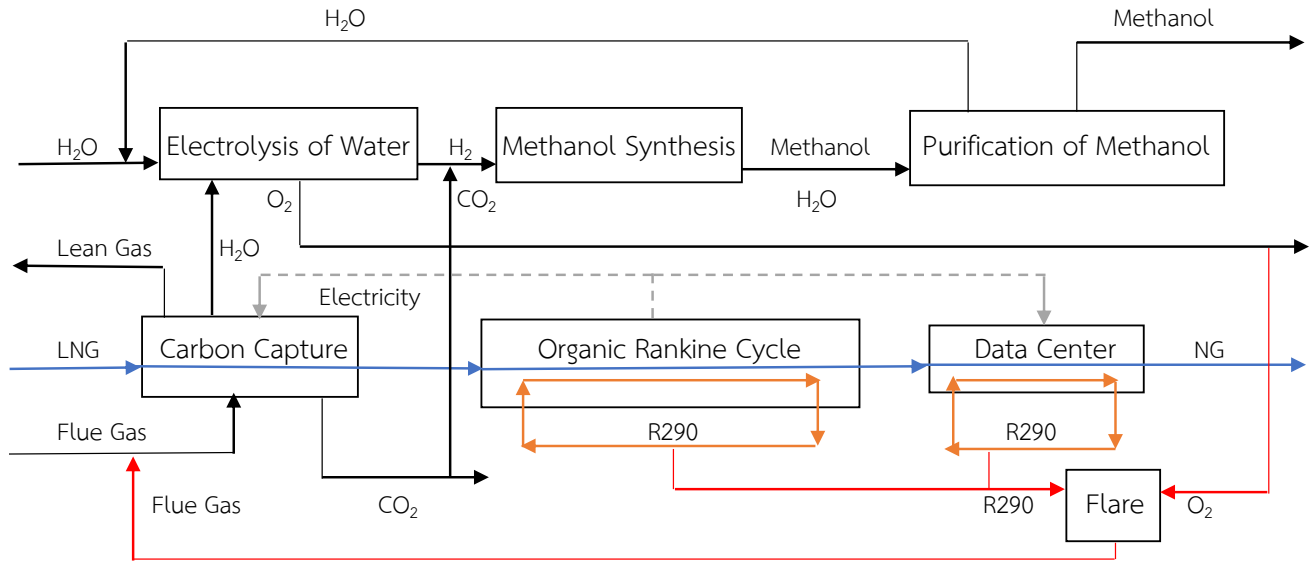 H₂O
Methanol
H₂O
Electrolysis of Water
H₂
Methanol Synthesis
Methanol
Purification of Methanol
O₂
CO₂
H₂O
Lean Gas
H₂O
Electricity
LNG
Carbon Capture
Organic Rankine Cycle
Data Center
NG
Flue Gas
R290
R290
Flue Gas
CO₂
R290
Flare
O₂